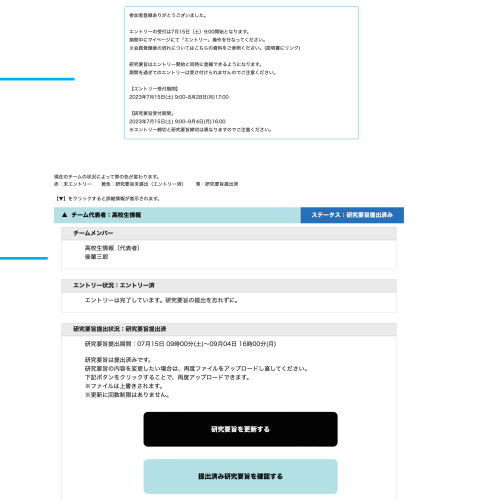 参加者登録ありがとうございました。
エントリーの受付は7月15日（土）9:00開始となります。
期間中にマイページにて「エントリー」操作を行なってください。
※会員登録後の流れについてはこちらの資料をご参照ください。(説明書にリンク)
研究要旨はエントリー開始と同時に登録できるようになります。
期間を過ぎてのエントリーは受け付けられませんのでご注意ください。
【エントリー受付期間】
2023年7月15日(土) 9:00~8月28日(月)17:00
【研究要旨受付期間」
2023年7月15日(土) 9:00~9月4日(月)16:00
※エントリー締切と研究要旨締切は異なりますのでご注意ください。
現在のチームの状況によって帯の色が変わります。
赤：未エントリー　黄色：研究要旨未提出（エントリー済）　青：研究要旨提出済
【▼】をクリックすると詳細情報が表示されます。
▲ チーム代表者：高校生情報 ステータス：研究要旨提出済み
チームメンバー
高校生情報（代表者）
後輩三郎
エントリー状況：エントリー済
エントリーは完了しています。研究要旨の提出を忘れずに。
研究要旨提出状況：研究要旨提出済
研究要旨提出期間：07月15日 09時00分(土)〜09月04日 16時00分(月)
研究要旨は提出済みです。
研究要旨の内容を変更したい場合は、再度ファイルをアップロードし直してください。
下記ボタンをクリックすることで、再度アップロードできます。
※ファイルは上書きされます。
※更新に回数制限はありません。
研究要旨を更新する
提出済み研究要旨を確認する